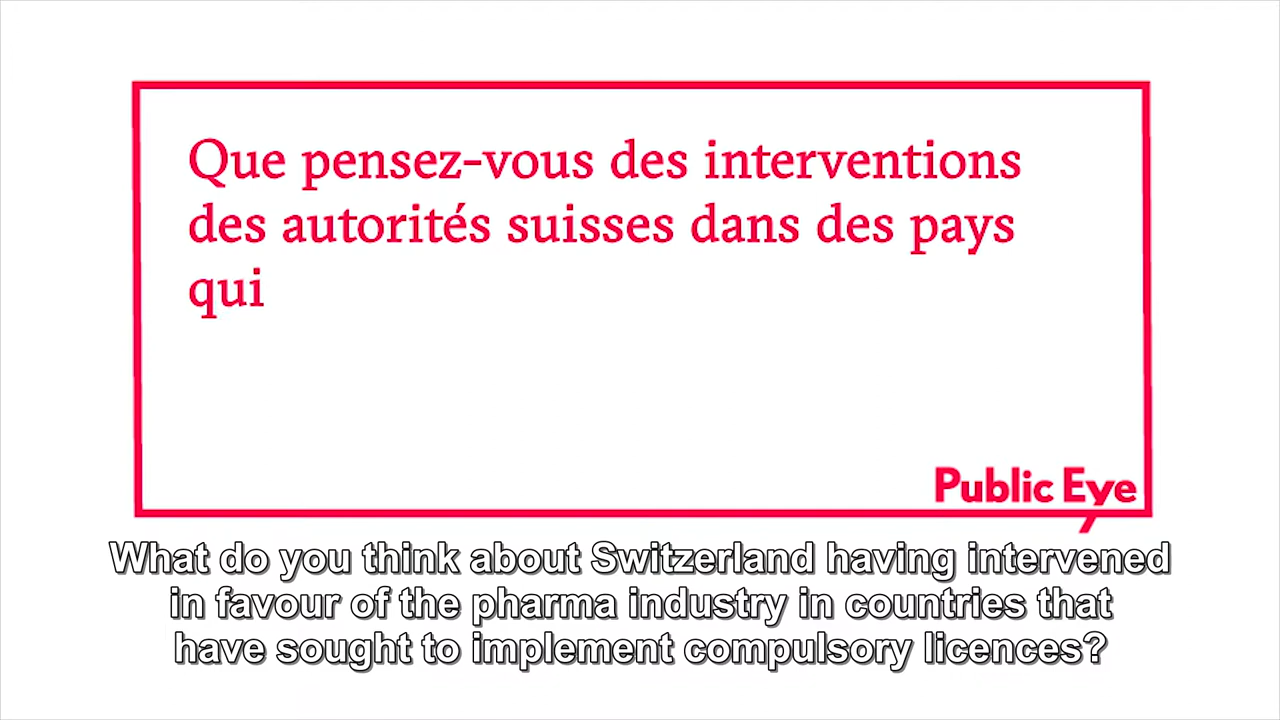 Que pensez-vous des interventions
des autorités suisses dans des pays
qui
Public Eye
What do you think about Switzerland having intervened
in favour of the pharma industry in countries that
have sought to implement compulsory licences?